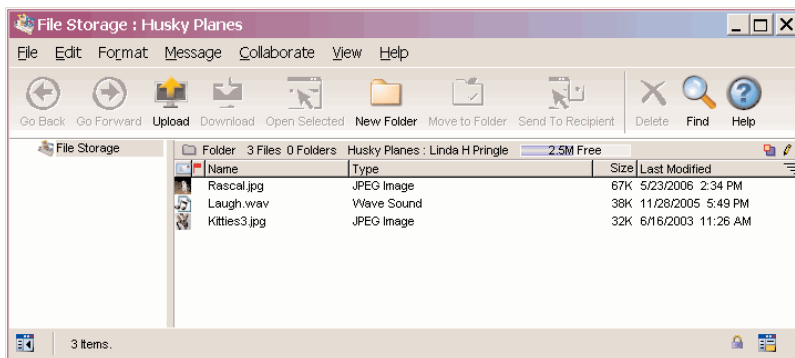 File Storage : Husky Planes
File Edit Format Message Collaborate View Help
Go Back Go Forward Upload Download Open Selected New Folder Move to Folder Send To Recipient Delete Find Help
File Storage
Folder 3 Files 0 Folders Husky Planes : Linda H Pringle 2.5M Free
Name Type Size Last Modified
Rascal.jpg JPEG Image 67K 5/23/2006 2:34 PM
Laugh.wav Wave Sound 38K 11/28/2005 5:49 PM
Kitties3.jpg JPEG Image 32K 6/16/2003 11:26 AM
3 Items.